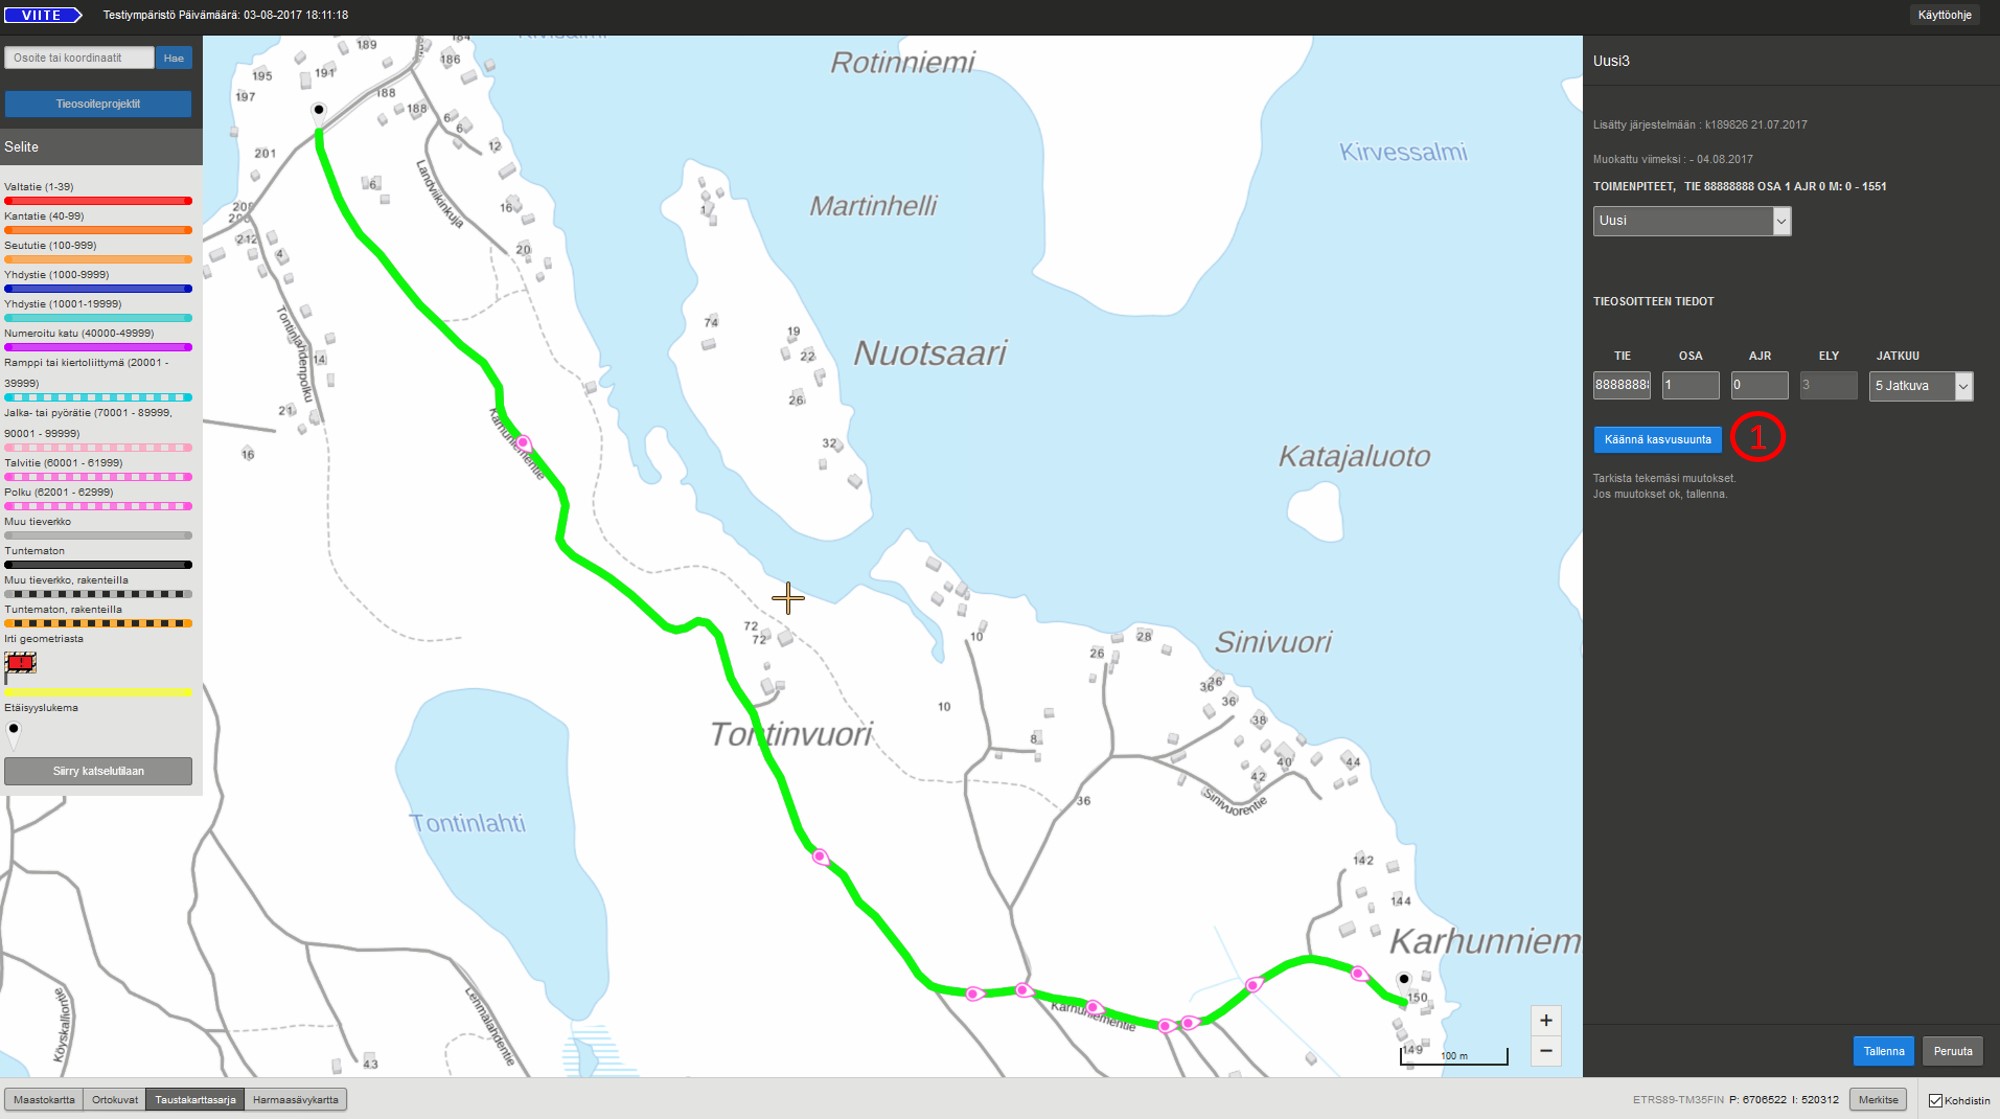 VIITE
Testiympäristö Päivämäärä: 03-08-2017 18:11:18
Käyttöohje
Osoite tai koordinaatit
Hae
Tieosoiteprojektit
Selite
Valtatie (1-39)
Kantatie (40-99)
Seututie (100-999)
Yhdystie (1000-9999)
Yhdystie (10001-19999)
Numeroitu katu (40000-49999)
Ramppi tai kiertoliittymä (20001 -
39999)
Jalka- tai pyörätie (70001 - 89999,
90001 - 99999)
Talvitie (60001 - 61999)
Polku (62001 - 62999)
Muu tieverkko
Tuntematon
Muu tieverkko, rakenteilla
Tuntematon, rakenteilla
Irti geometriasta
Etäisyyslukema
Siirry katselutilaan
189
184
186
195
191
197
188
188
6
6
12
201
6
Landviikinkuja
16
208
212
4
20
Tontinlahdenpolku
14
21
16
Karhuniementie
Rotinniemi
Kirvessalmi
Martinhelli
1
74
19
22
Nuotsaari
26
32
Katajaluoto
72
72
10
10
8
26
28
Sinivuori
36
36
36
38
40
42
44
Sinivuorentie
36
Tontinvuori
Tontinlahti
142
144
Karhunniem
150
149
Karhuniementie
Köyskalliontie
Lehmälahdentie
43
100 m
+
−
Uusi3
Lisätty järjestelmään : k189826 21.07.2017
Muokattu viimeksi : - 04.08.2017
TOIMENPITEET, TIE 88888888 OSA 1 AJR 0 M: 0 - 1551
Uusi
TIEOSOITTEEN TIEDOT
TIE OSA AJR ELY JATKUU
8888888 1 0 3 5 Jatkuva
Käännä kasvusuunta
1
Tarkista tekemäsi muutokset.
Jos muutokset ok, tallenna.
Tallenna
Peruuta
Maastokartta
Ortokuvat
Taustakarttasarja
Harmaasävykartta
ETRS89-TM35FIN P: 6706522 I: 520312
Merkitse
Kohdistin